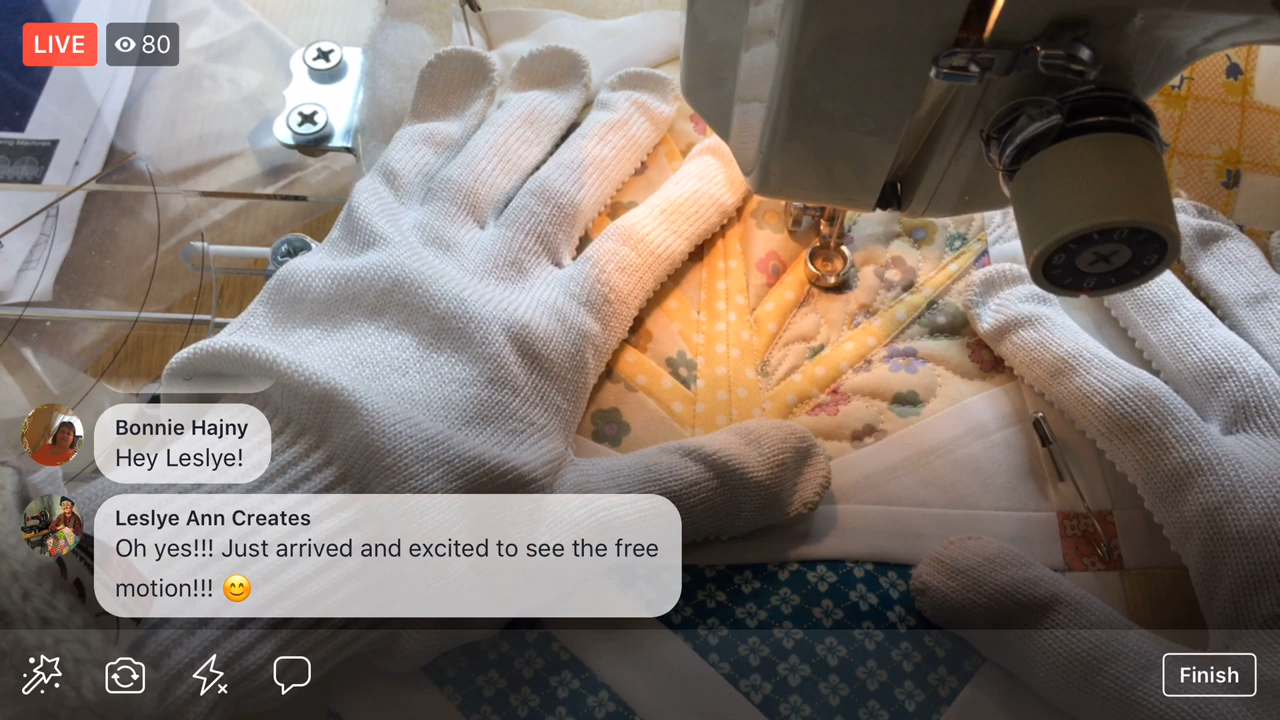 LIVE 80
Bonnie Hajny
Hey Leslye!
Leslye Ann Creates
Oh yes!!! Just arrived and excited to see the free
motion!!! 😊
Finish